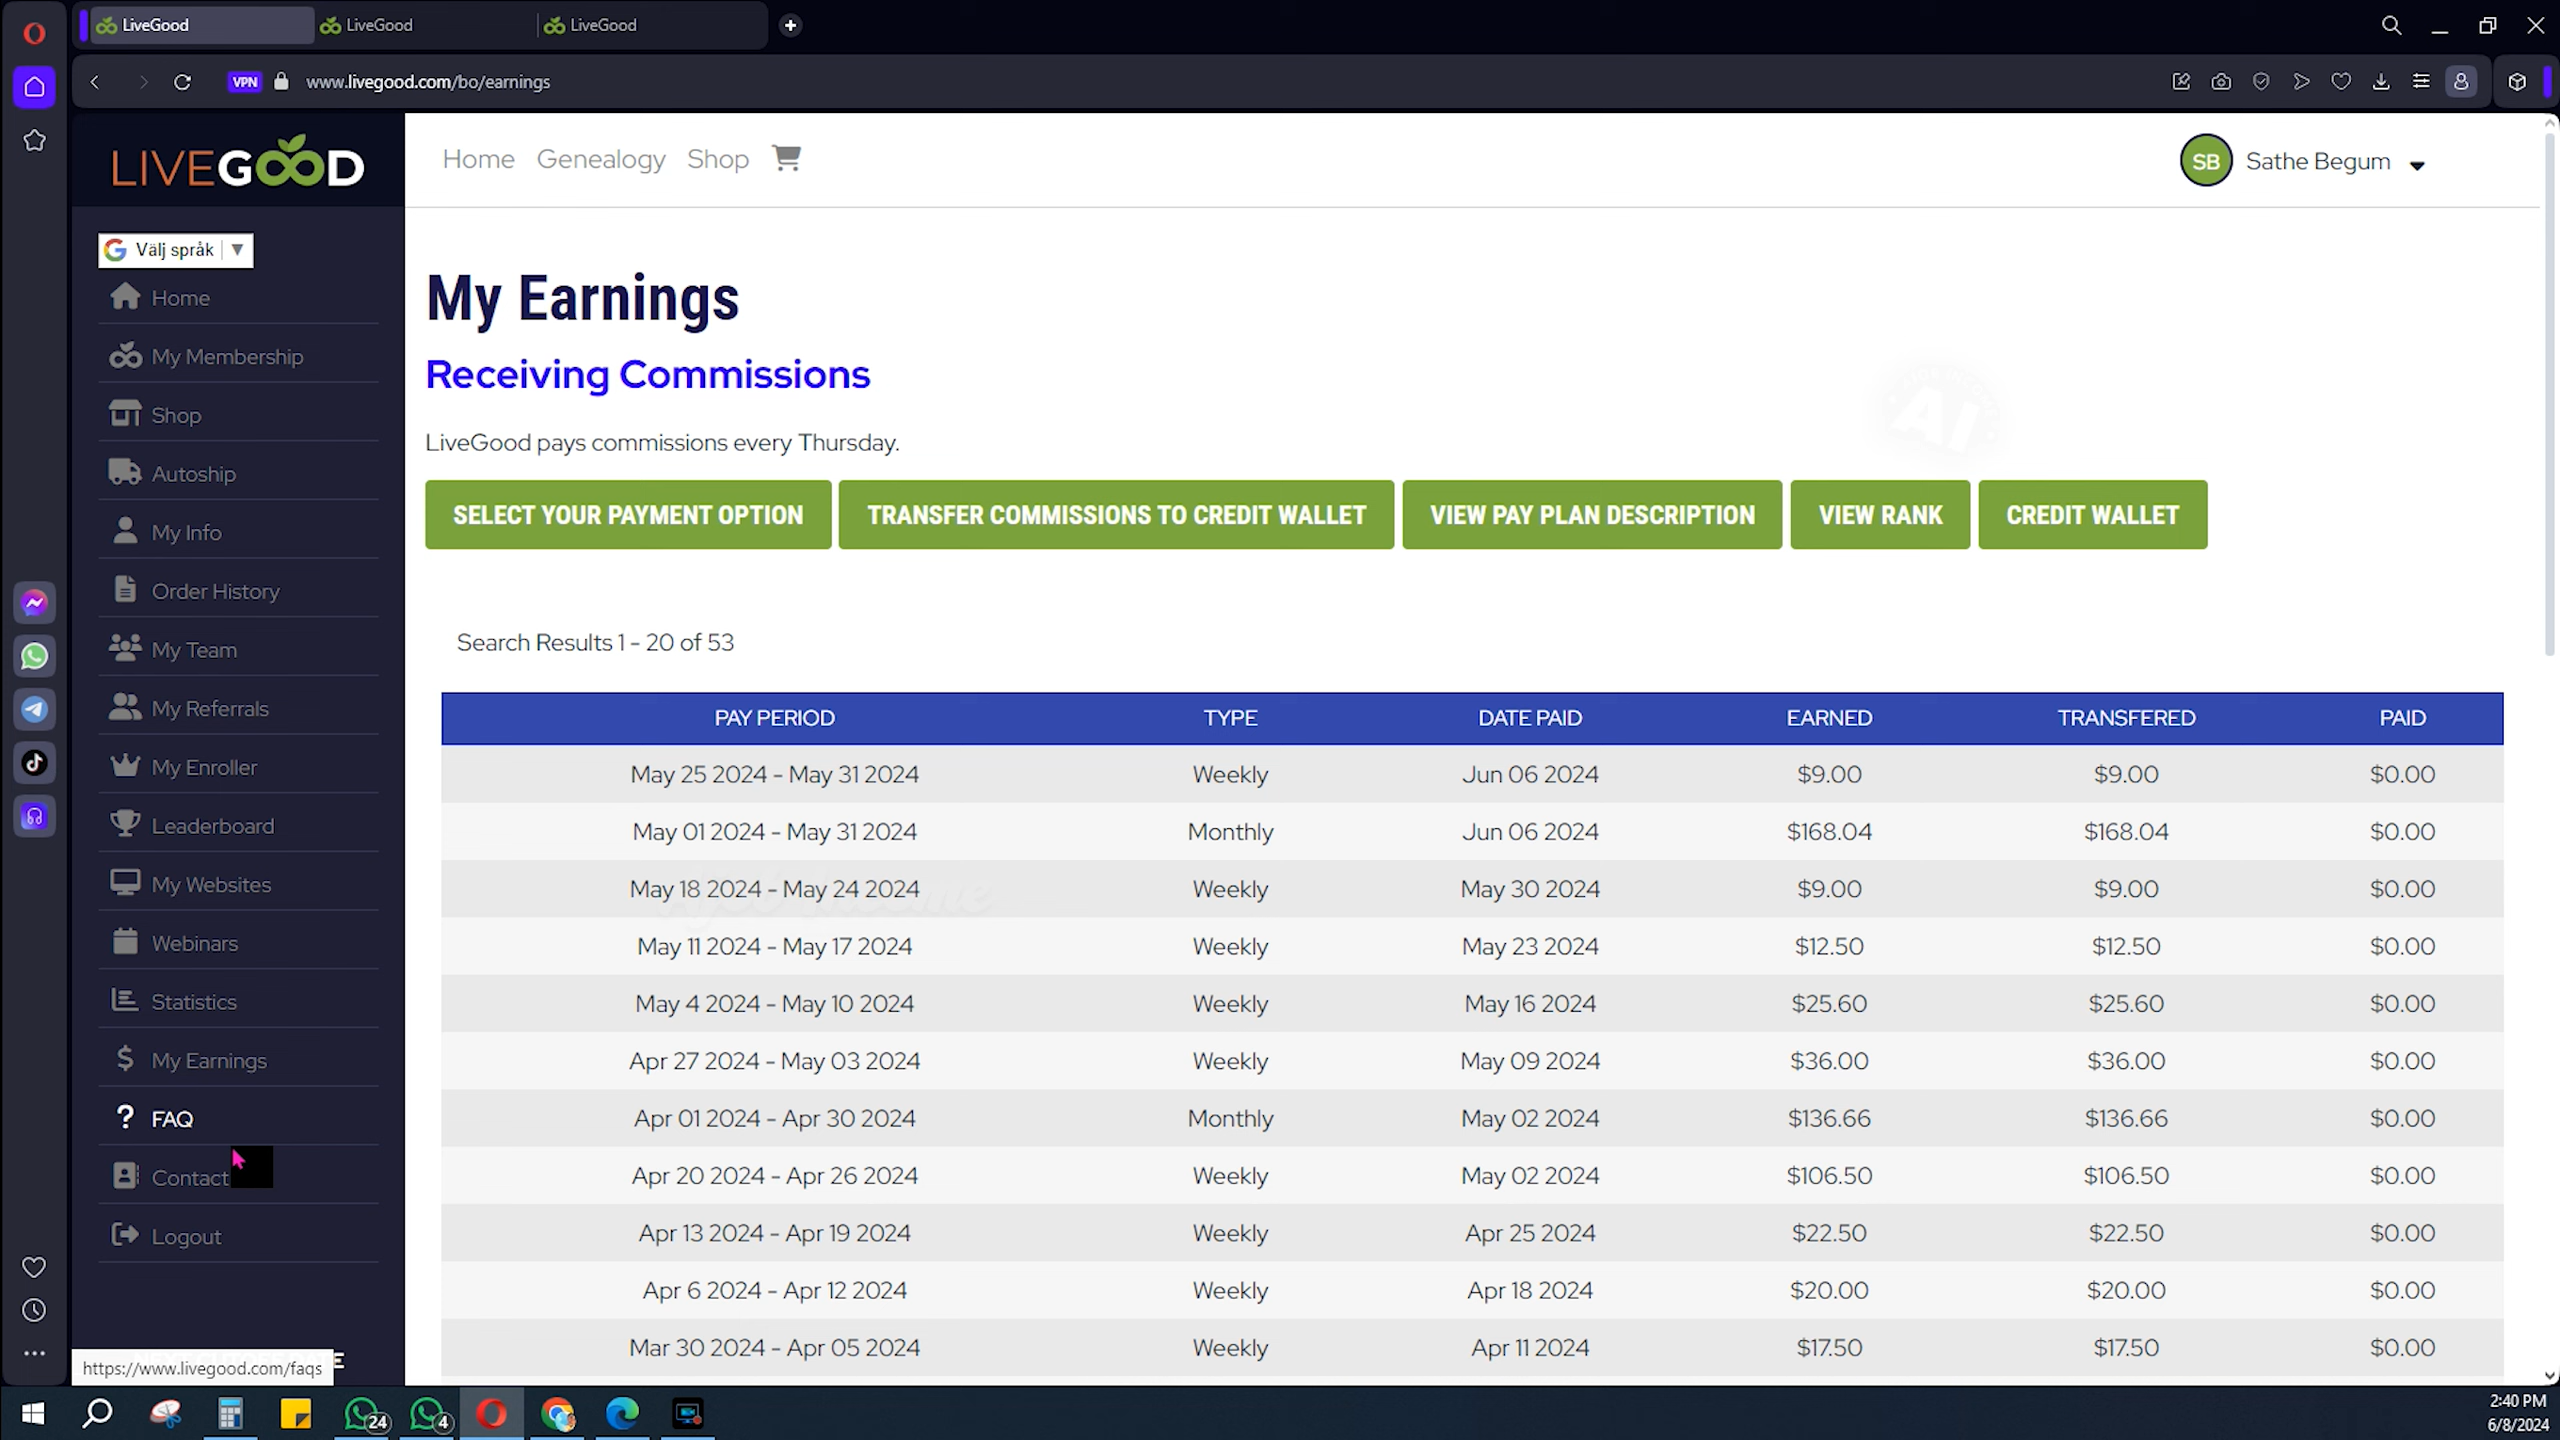 LiveGood
LiveGood
LiveGood
VPN
www.livegood.com/bo/earnings
LIVEGOOD
Home Genealogy Shop
SB Sathe Begum
Välj språk
Home
My Membership
Shop
Autoship
My Info
Order History
My Team
My Referrals
My Enroller
Leaderboard
My Websites
Webinars
Statistics
My Earnings
FAQ
Contact
Logout
https://www.livegood.com/faqs
My Earnings
Receiving Commissions
LiveGood pays commissions every Thursday.
SELECT YOUR PAYMENT OPTION TRANSFER COMMISSIONS TO CREDIT WALLET VIEW PAY PLAN DESCRIPTION VIEW RANK CREDIT WALLET
AI
Search Results 1 - 20 of 53
PAY PERIOD TYPE DATE PAID EARNED TRANSFERED PAID
May 25 2024 - May 31 2024 Weekly Jun 06 2024 $9.00 $9.00 $0.00
May 01 2024 - May 31 2024 Monthly Jun 06 2024 $168.04 $168.04 $0.00
May 18 2024 - May 24 2024 Weekly May 30 2024 $9.00 $9.00 $0.00
May 11 2024 - May 17 2024 Weekly May 23 2024 $12.50 $12.50 $0.00
May 4 2024 - May 10 2024 Weekly May 16 2024 $25.60 $25.60 $0.00
Apr 27 2024 - May 03 2024 Weekly May 09 2024 $36.00 $36.00 $0.00
Apr 01 2024 - Apr 30 2024 Monthly May 02 2024 $136.66 $136.66 $0.00
Apr 20 2024 - Apr 26 2024 Weekly May 02 2024 $106.50 $106.50 $0.00
Apr 13 2024 - Apr 19 2024 Weekly Apr 25 2024 $22.50 $22.50 $0.00
Apr 6 2024 - Apr 12 2024 Weekly Apr 18 2024 $20.00 $20.00 $0.00
Mar 30 2024 - Apr 05 2024 Weekly Apr 11 2024 $17.50 $17.50 $0.00
24
4
2:40 PM
6/8/2024